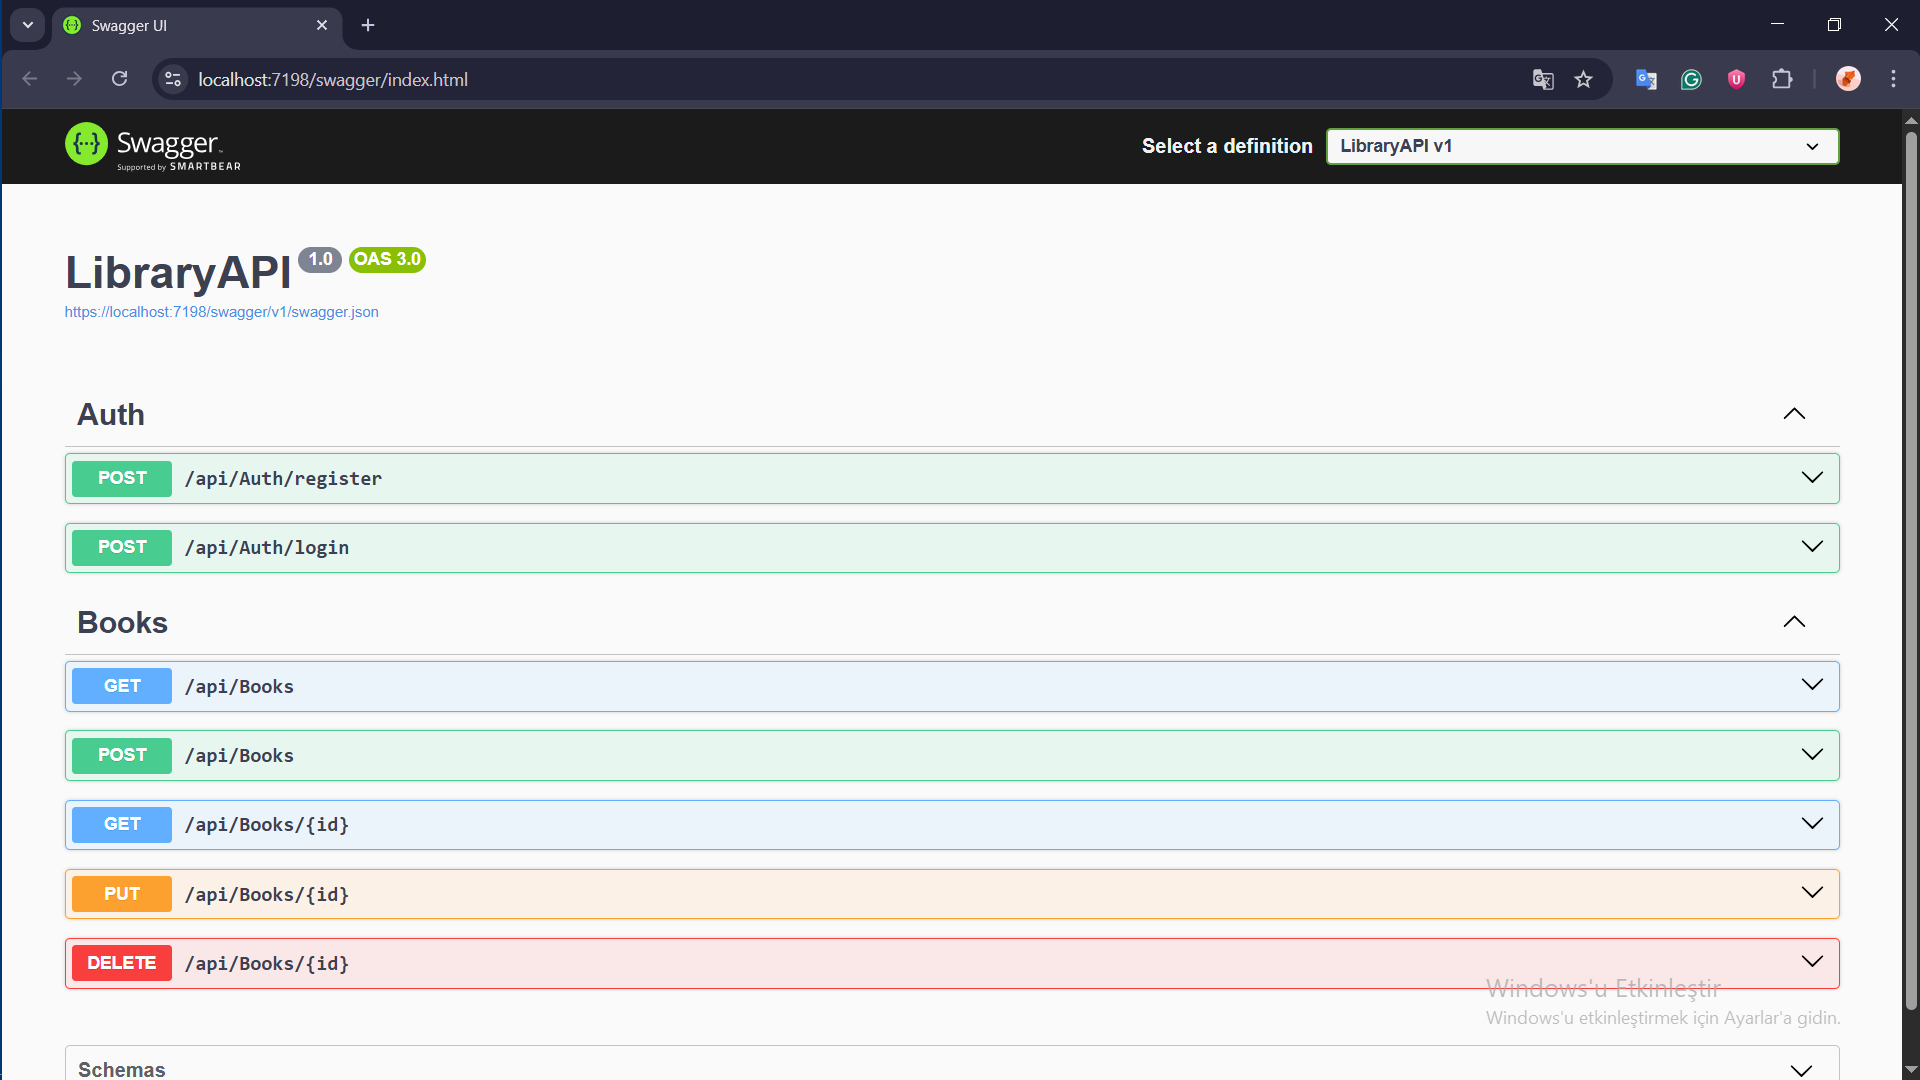 Swagger UI
localhost:7198/swagger/index.html
Swagger
Supported by SMARTBEAR
Select a definition
LibraryAPI v1
LibraryAPI 1.0 OAS 3.0
https://localhost:7198/swagger/v1/swagger.json
Auth
POST /api/Auth/register
POST /api/Auth/login
Books
GET /api/Books
POST /api/Books
GET /api/Books/{id}
PUT /api/Books/{id}
DELETE /api/Books/{id}
Windows'u Etkinleştir
Windows'u etkinleştirmek için Ayarlar'a gidin.
Schemas